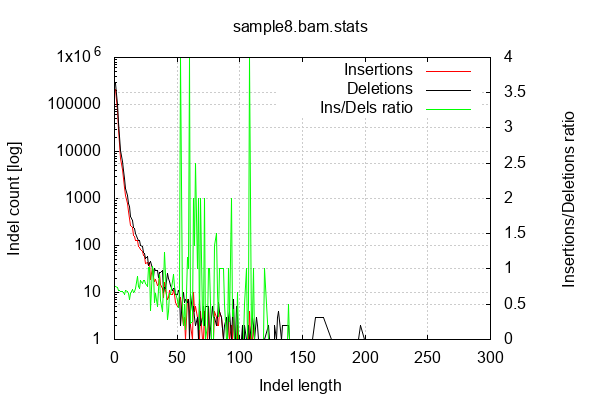 sample8.bam.stats
1x10^6
100000
10000
1000
100
10
1
Indel count [log]
Insertions
Deletions
Ins/Dels ratio
4
3.5
3
2.5
2
1.5
1
0.5
0
Insertions/Deletions ratio
0 50 100 150 200 250 300
Indel length